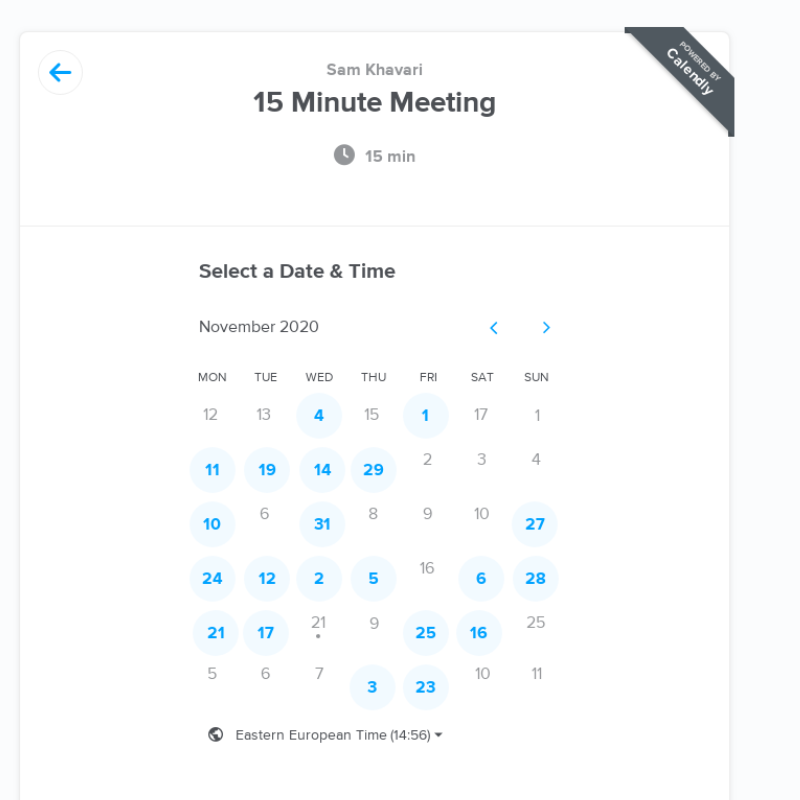 Sam Khavari
15 Minute Meeting
15 min
POWERED BY
Calendly
Select a Date & Time
November 2020
MON TUE WED THU FRI SAT SUN
12 13 4 15 1 17 1
11 19 14 29 2 3 4
10 6 31 8 9 10 27
24 12 2 5 16 6 28
21 17 21 9 25 16 25
5 6 7 3 23 10 11
Eastern European Time (14:56)